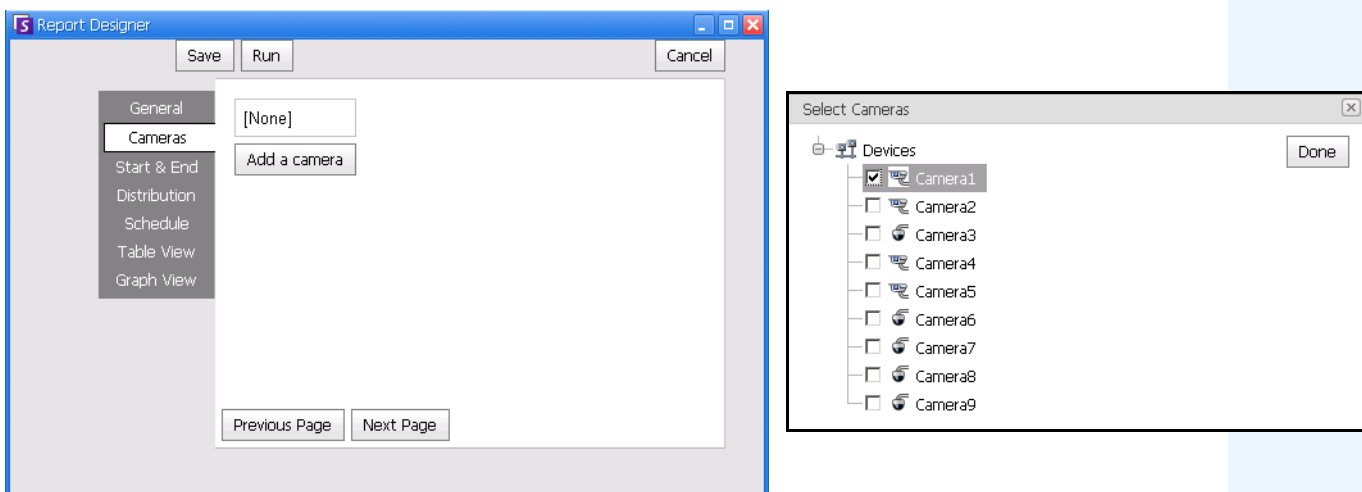 Report Designer
Save
Run
Cancel
General
Cameras
Start & End
Distribution
Schedule
Table View
Graph View
[None]
Add a camera
Previous Page
Next Page
Select Cameras
Devices
Done
Camera1
Camera2
Camera3
Camera4
Camera5
Camera6
Camera7
Camera8
Camera9